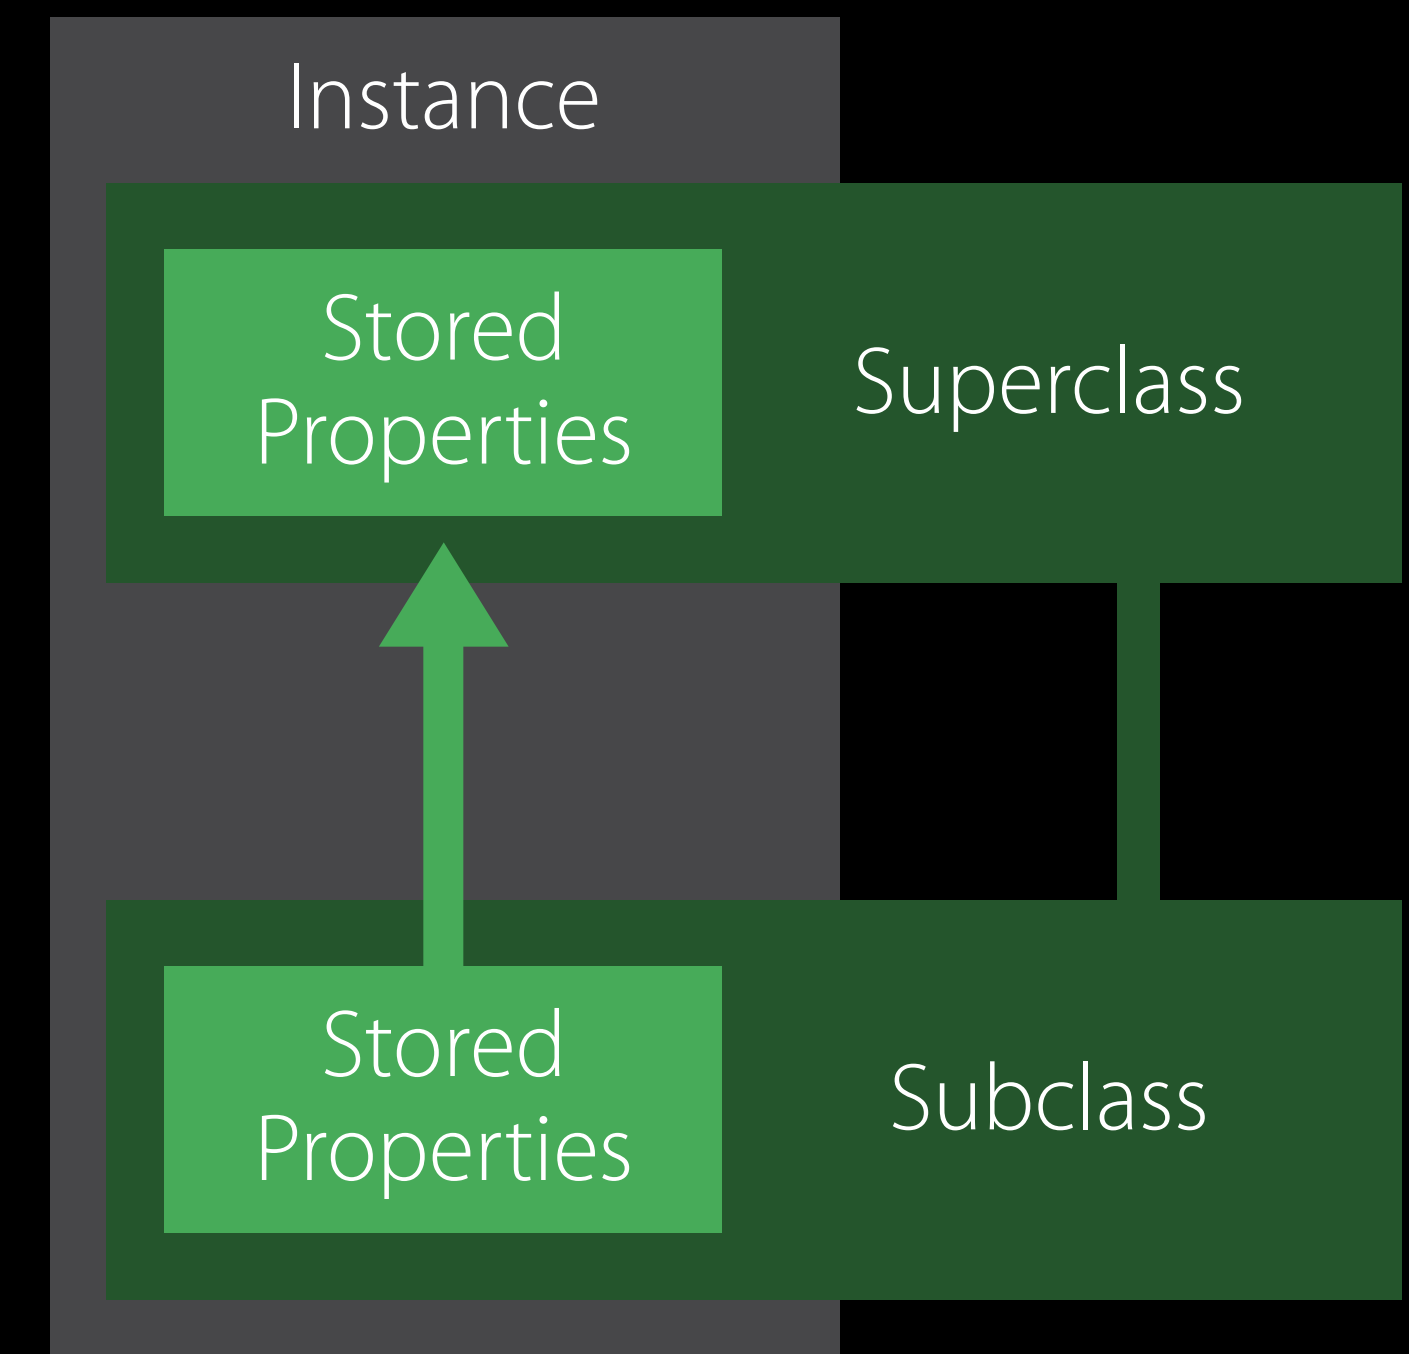 Instance
Stored
Properties
Superclass
Stored
Properties
Subclass